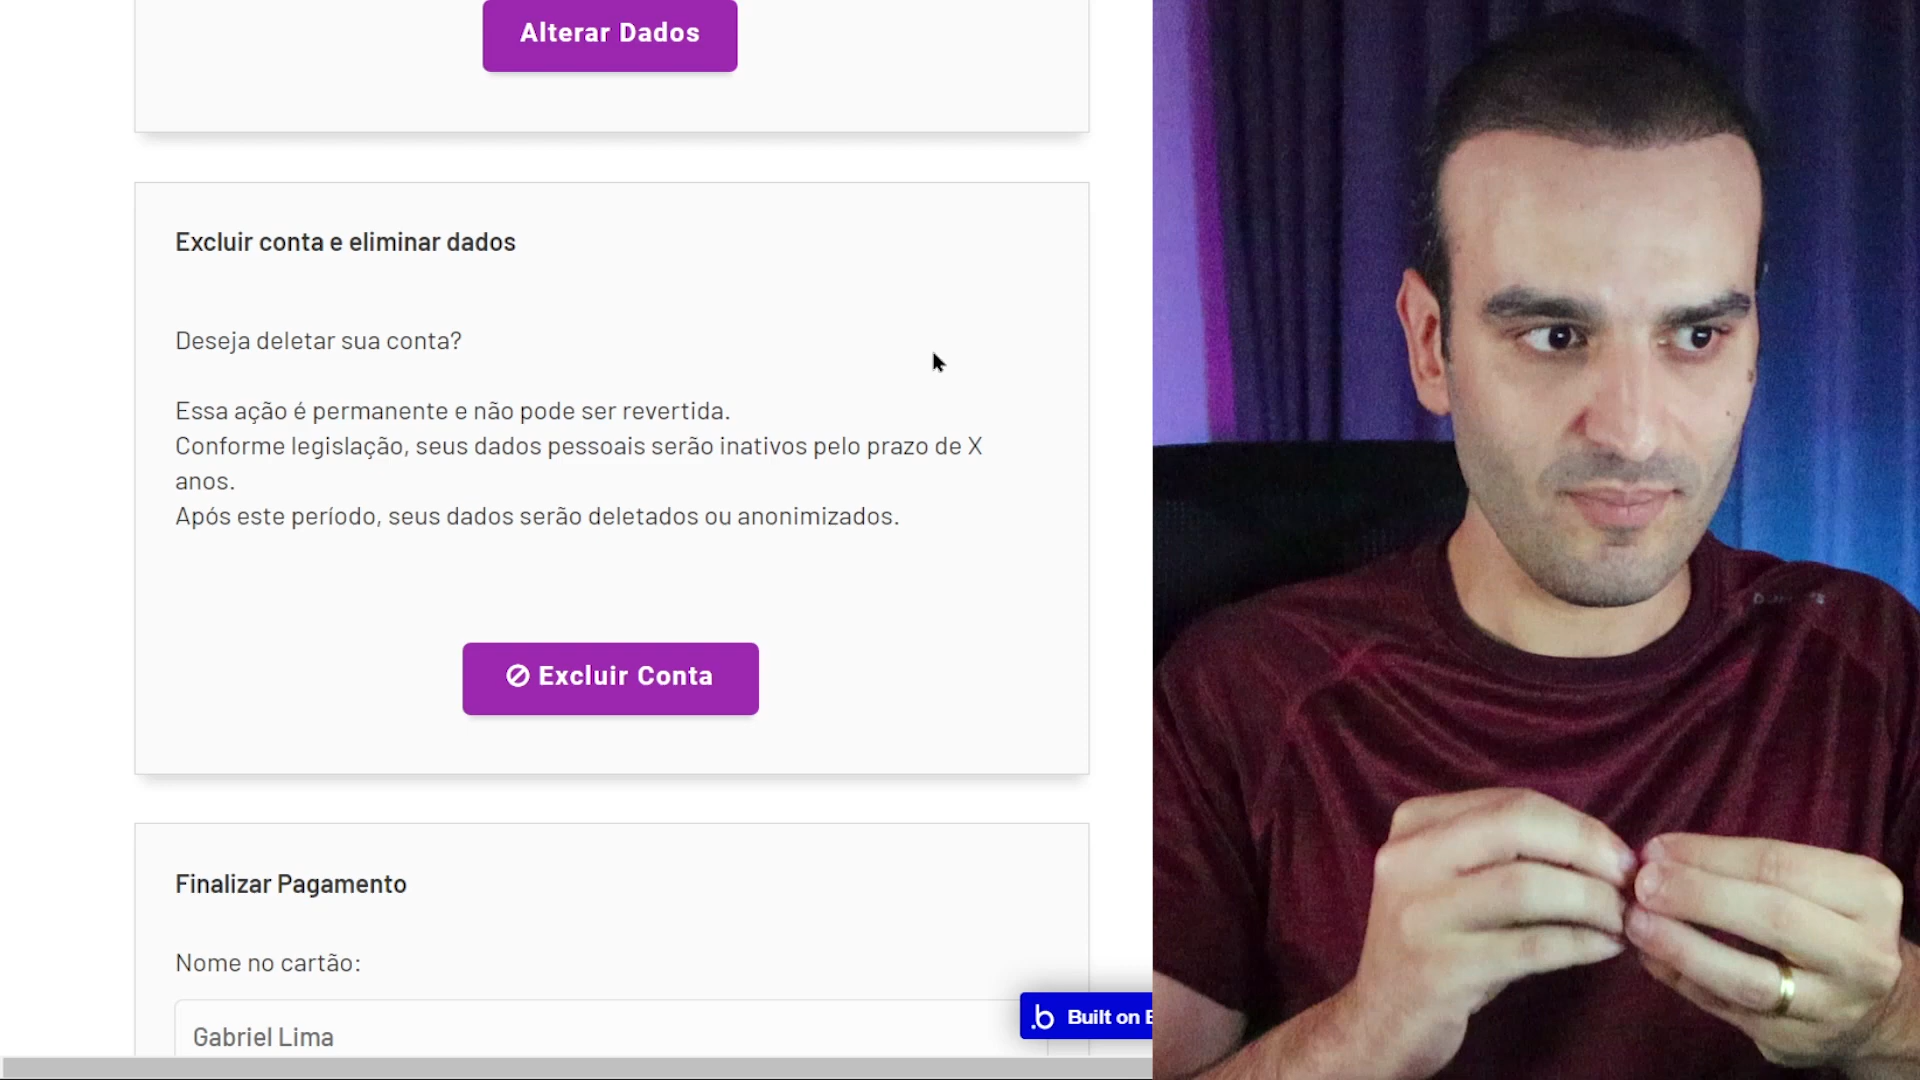 Alterar Dados
Excluir conta e eliminar dados
Deseja deletar sua conta?
Essa ação é permanente e não pode ser revertida.
Conforme legislação, seus dados pessoais serão inativos pelo prazo de X
anos.
Após este período, seus dados serão deletados ou anonimizados.
Excluir Conta
Finalizar Pagamento
Nome no cartão:
Gabriel Lima
.b Built on